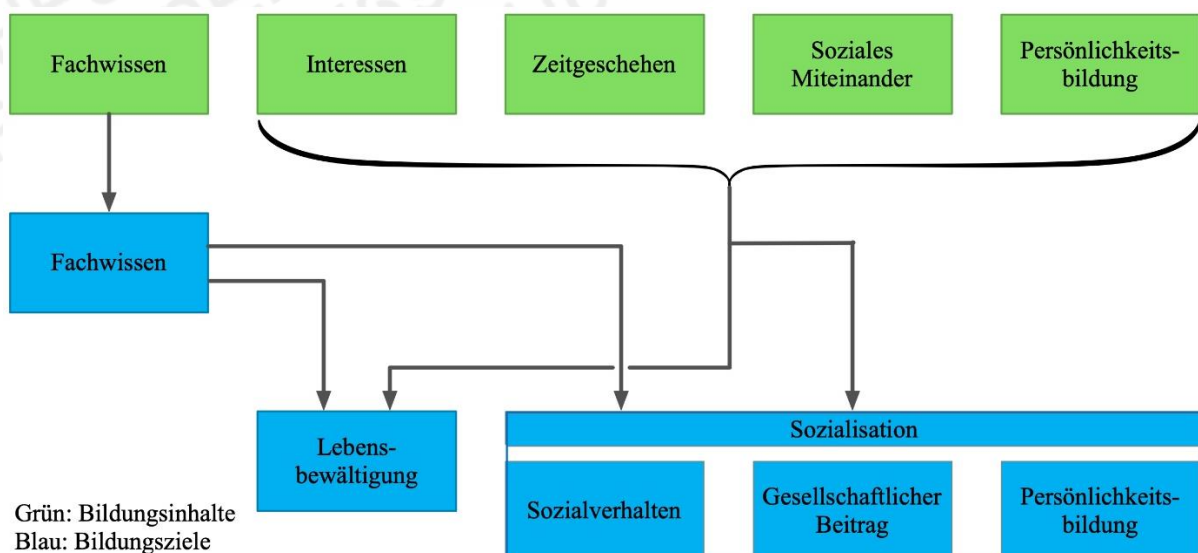 Fachwissen
Interessen
Zeitgeschehen
Soziales
Miteinander
Persönlichkeits-
bildung
Fachwissen
Lebens-
bewältigung
Sozialisation
Sozialverhalten
Gesellschaftlicher
Beitrag
Persönlichkeits-
bildung
Grün: Bildungsinhalte
Blau: Bildungsziele